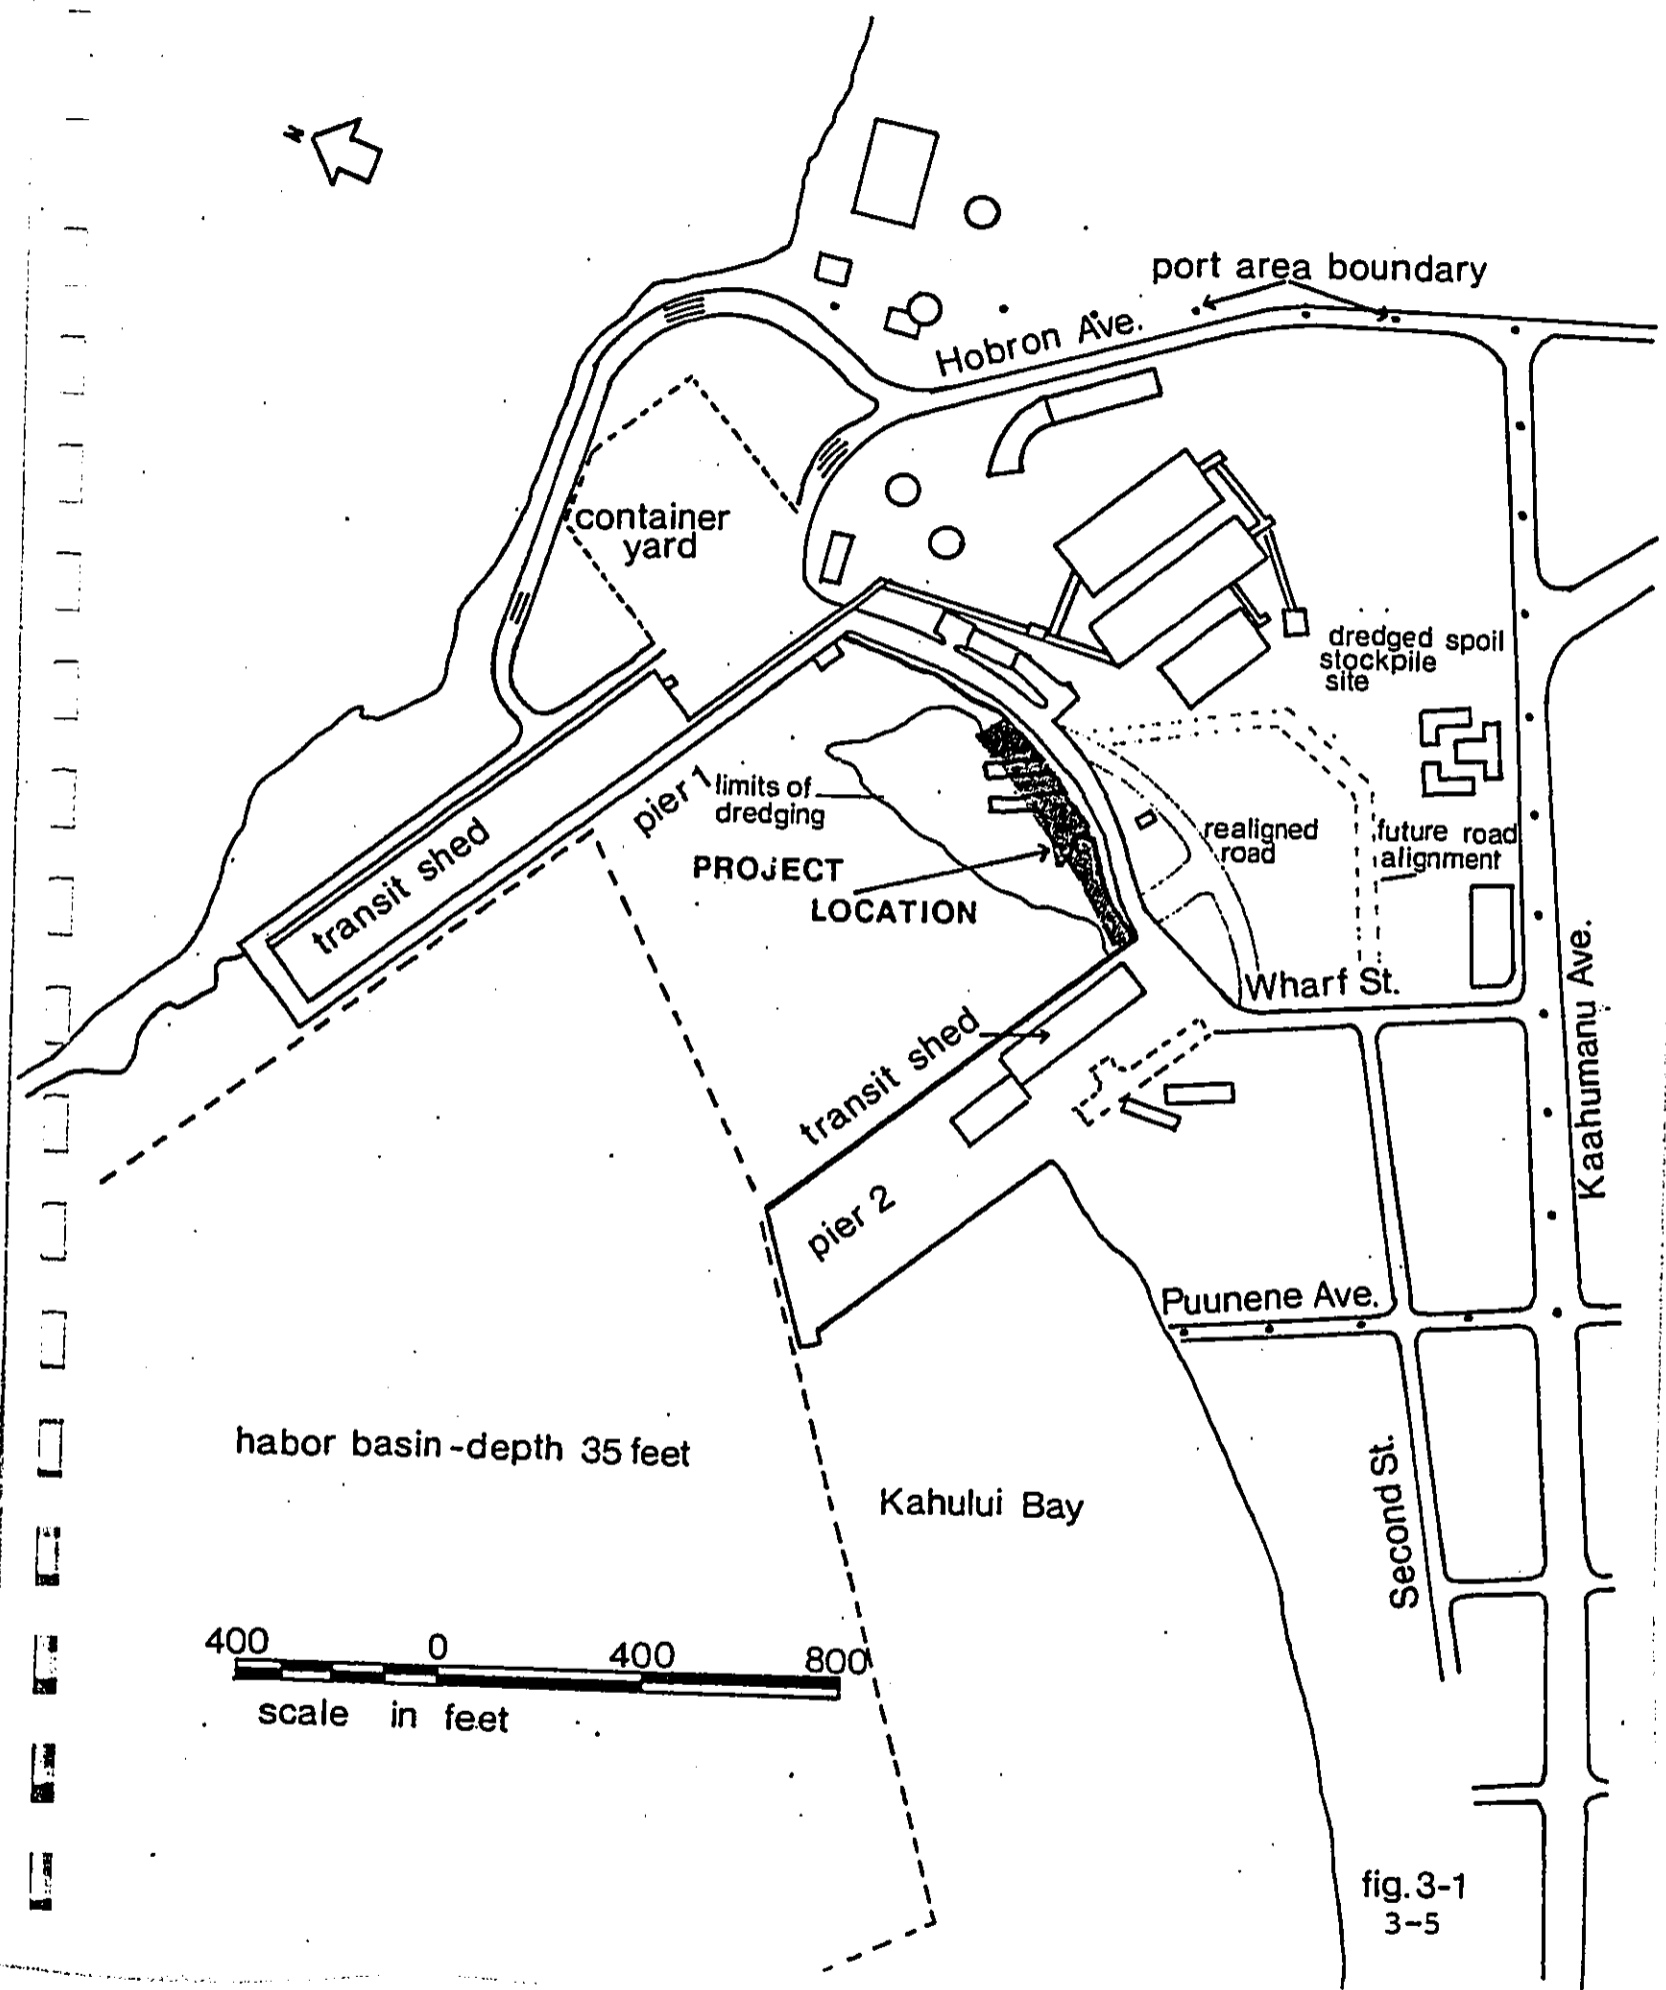 N
port area boundary
Hobron Ave.
container
yard
dredged spoil
stockpile
site
pier 1
limits of
dredging
transit shed
PROJECT
LOCATION
realigned
road
future road
alignment
Wharf St.
Kaahumanu Ave.
transit shed
pier 2
Puunene Ave.
habor basin-depth 35 feet
Kahului Bay
Second St.
400 0 400 800
scale in feet
fig. 3-1
3-5